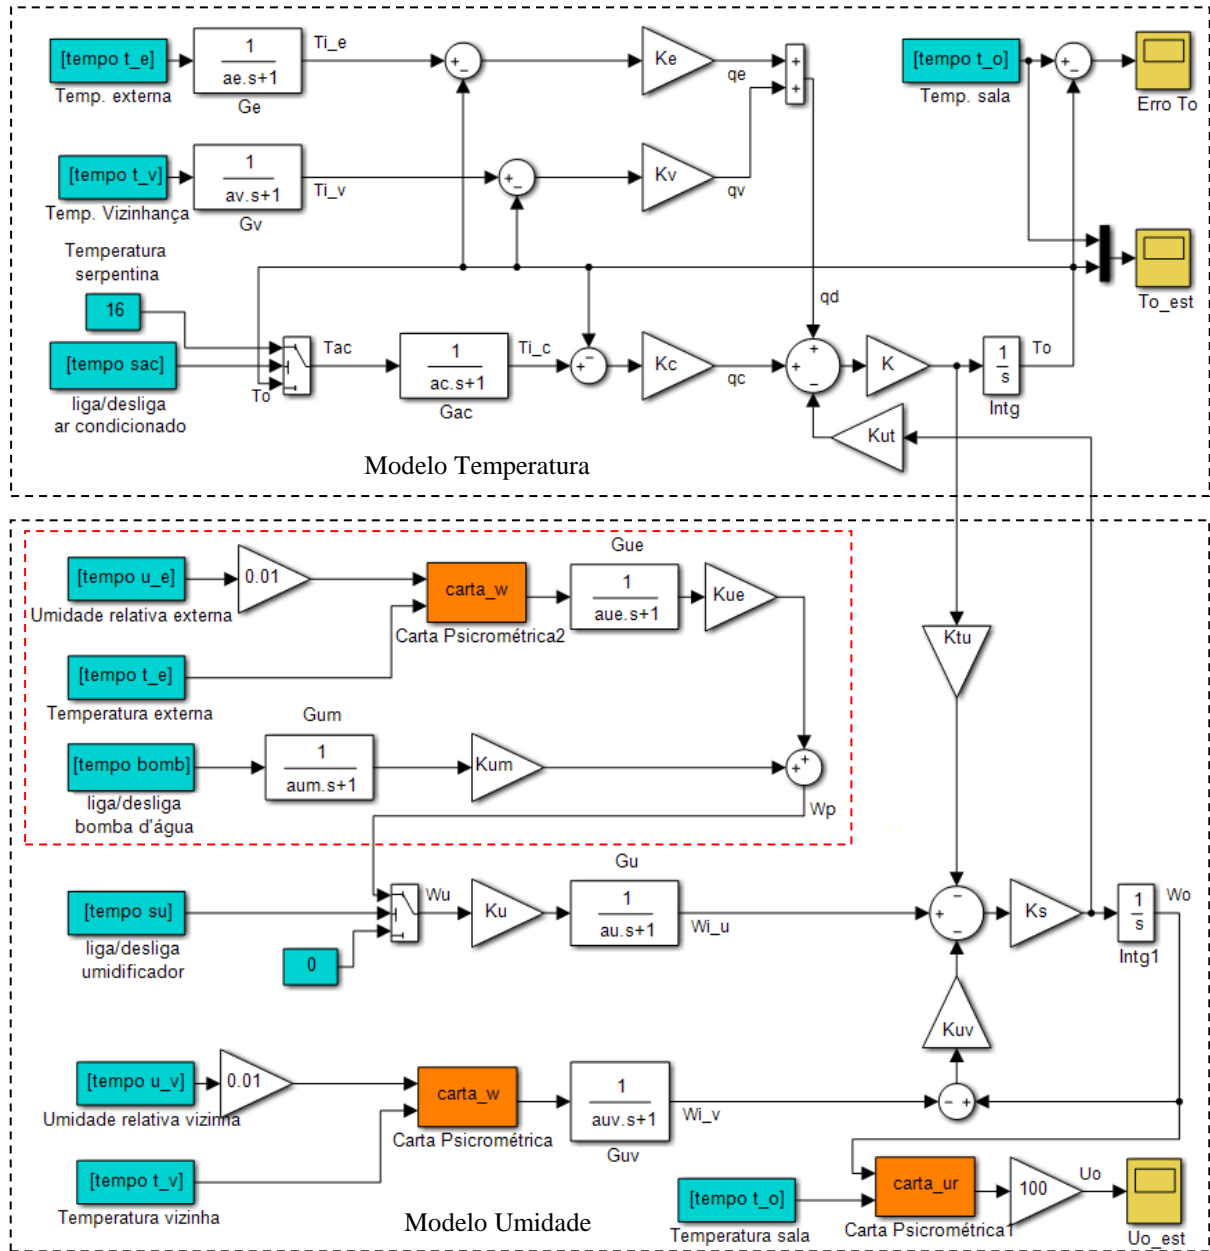 [tempo t_e]
Temp. externa
1
ae.s+1
Ge
Ti_e
+
-
Ke
qe
+
+
[tempo t_o]
Temp. sala
+
-
Erro To
[tempo t_v]
Temp. Vizinhança
1
av.s+1
Gv
Ti_v
+
-
Kv
qv
Temperatura
serpentina
16
[tempo sac]
liga/desliga
ar condicionado
To
Tac
1
ac.s+1
Gac
Ti_c
-
+
Kc
qc
qd
+
+
-
K
1
s
Intg
To
To_est
Kut
Modelo Temperatura
[tempo u_e]
Umidade relativa externa
0.01
carta_w
Carta Psicrométrica2
Gue
1
aue.s+1
Kue
[tempo t_e]
Temperatura externa
Gum
[tempo bomb]
liga/desliga
bomba d'água
1
aum.s+1
Kum
+
+
Wp
Ktu
[tempo su]
liga/desliga
umidificador
0
Wu
Ku
Gu
1
au.s+1
Wi_u
-
+
-
Ks
1
s
Intg1
Wo
Kuv
[tempo u_v]
Umidade relativa vizinha
0.01
carta_w
Carta Psicrométrica
1
auv.s+1
Guv
Wi_v
-
+
[tempo t_v]
Temperatura vizinha
[tempo t_o]
Temperatura sala
carta_ur
Carta Psicrométrica1
100
Uo
Uo_est
Modelo Umidade